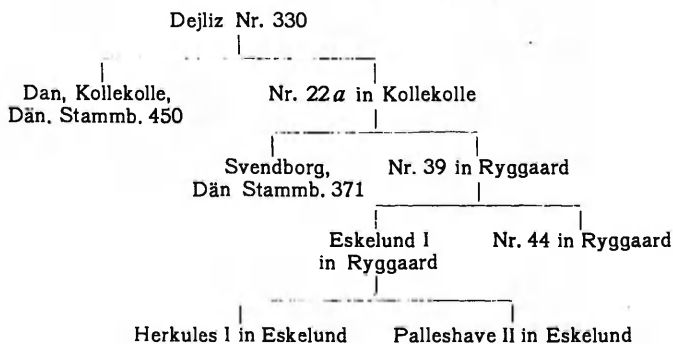 Dejliz Nr. 330
Dan, Kollekolle, Nr. 22a in Kollekolle
Dän. Stammb. 450
Svendborg, Nr. 39 in Ryggaard
Dän Stammb. 371
Eskelund I Nr. 44 in Ryggaard
in Ryggaard
Herkules I in Eskelund Palleshave II in Eskelund